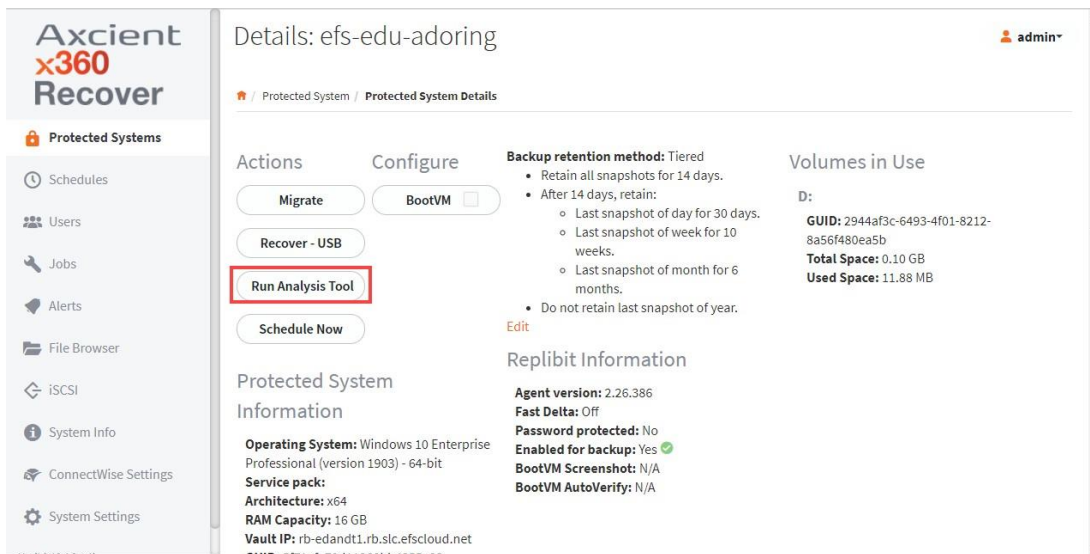 Axcient
x360
Recover
Protected Systems
Schedules
Users
Jobs
Alerts
File Browser
iSCSI
System Info
ConnectWise Settings
System Settings
Details: efs-edu-adoring
admin
/ Protected System / Protected System Details
Actions
Migrate
Recover - USB
Run Analysis Tool
Schedule Now
Configure
BootVM
Protected System
Information
Operating System: Windows 10 Enterprise
Professional (version 1903) - 64-bit
Service pack:
Architecture: x64
RAM Capacity: 16 GB
Vault IP: rb-edandt1.rb.slc.efscloud.net
Backup retention method: Tiered
• Retain all snapshots for 14 days.
• After 14 days, retain:
○ Last snapshot of day for 30 days.
○ Last snapshot of week for 10
weeks.
○ Last snapshot of month for 6
months.
• Do not retain last snapshot of year.
Edit
Replibit Information
Agent version: 2.26.386
Fast Delta: Off
Password protected: No
Enabled for backup: Yes
BootVM Screenshot: N/A
BootVM AutoVerify: N/A
Volumes in Use
D:
GUID: 2944af3c-6493-4f01-8212-
8a56f480ea5b
Total Space: 0.10 GB
Used Space: 11.88 MB